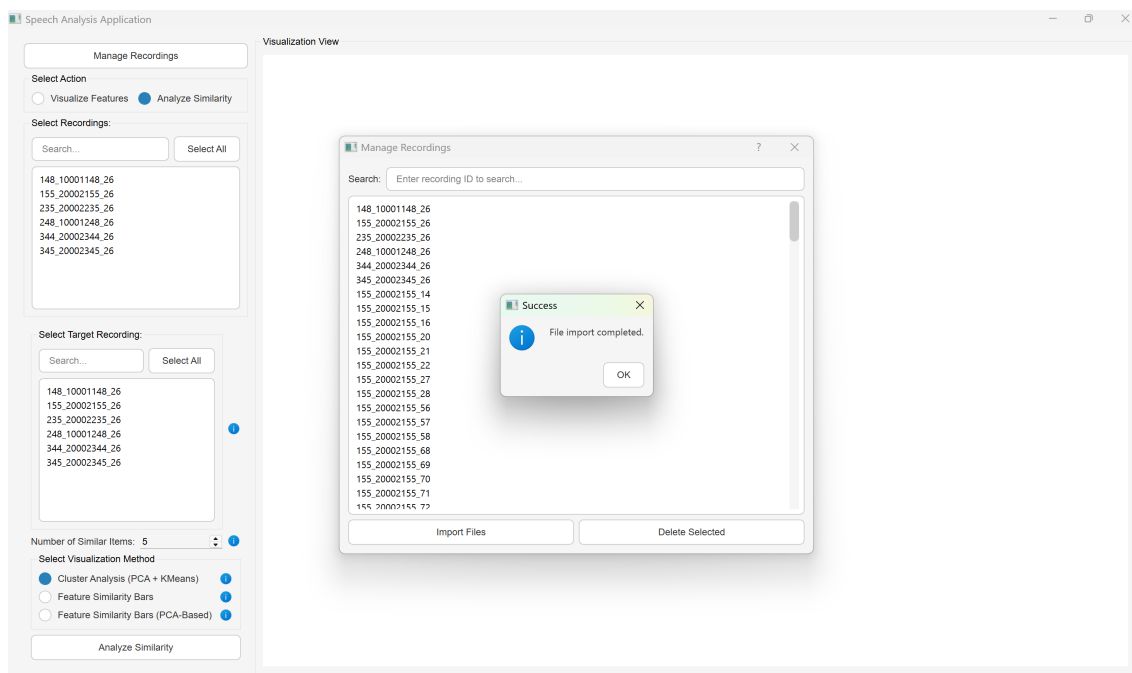 Speech Analysis Application
Manage Recordings
Select Action
Visualize Features
Analyze Similarity
Select Recordings:
Search...
Select All
148_10001148_26
155_20002155_26
235_20002235_26
248_10001248_26
344_20002344_26
345_20002345_26
Select Target Recording:
Search...
Select All
148_10001148_26
155_20002155_26
235_20002235_26
248_10001248_26
344_20002344_26
345_20002345_26
Number of Similar Items: 5
Select Visualization Method
Cluster Analysis (PCA + KMeans)
Feature Similarity Bars
Feature Similarity Bars (PCA-Based)
Analyze Similarity
Visualization View
Manage Recordings
?
Search: Enter recording ID to search...
148_10001148_26
155_20002155_26
235_20002235_26
248_10001248_26
344_20002344_26
345_20002345_26
155_20002155_14
155_20002155_15
155_20002155_16
155_20002155_20
155_20002155_21
155_20002155_22
155_20002155_27
155_20002155_28
155_20002155_56
155_20002155_57
155_20002155_58
155_20002155_68
155_20002155_69
155_20002155_70
155_20002155_71
155_20002155_72
Import Files
Delete Selected
Success
File import completed.
OK